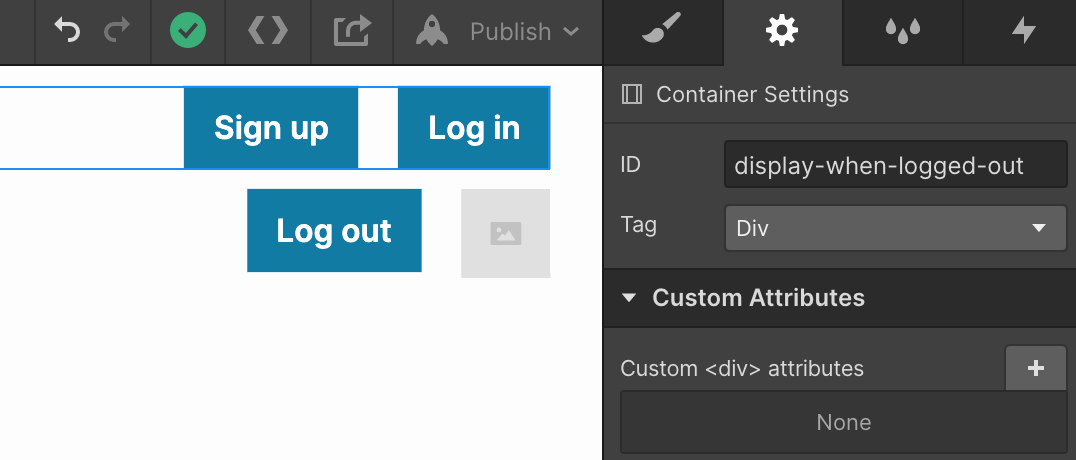 Publish
Sign up
Log in
Log out
Container Settings
ID
display-when-logged-out
Tag
Div
Custom Attributes
Custom <div> attributes
+
None